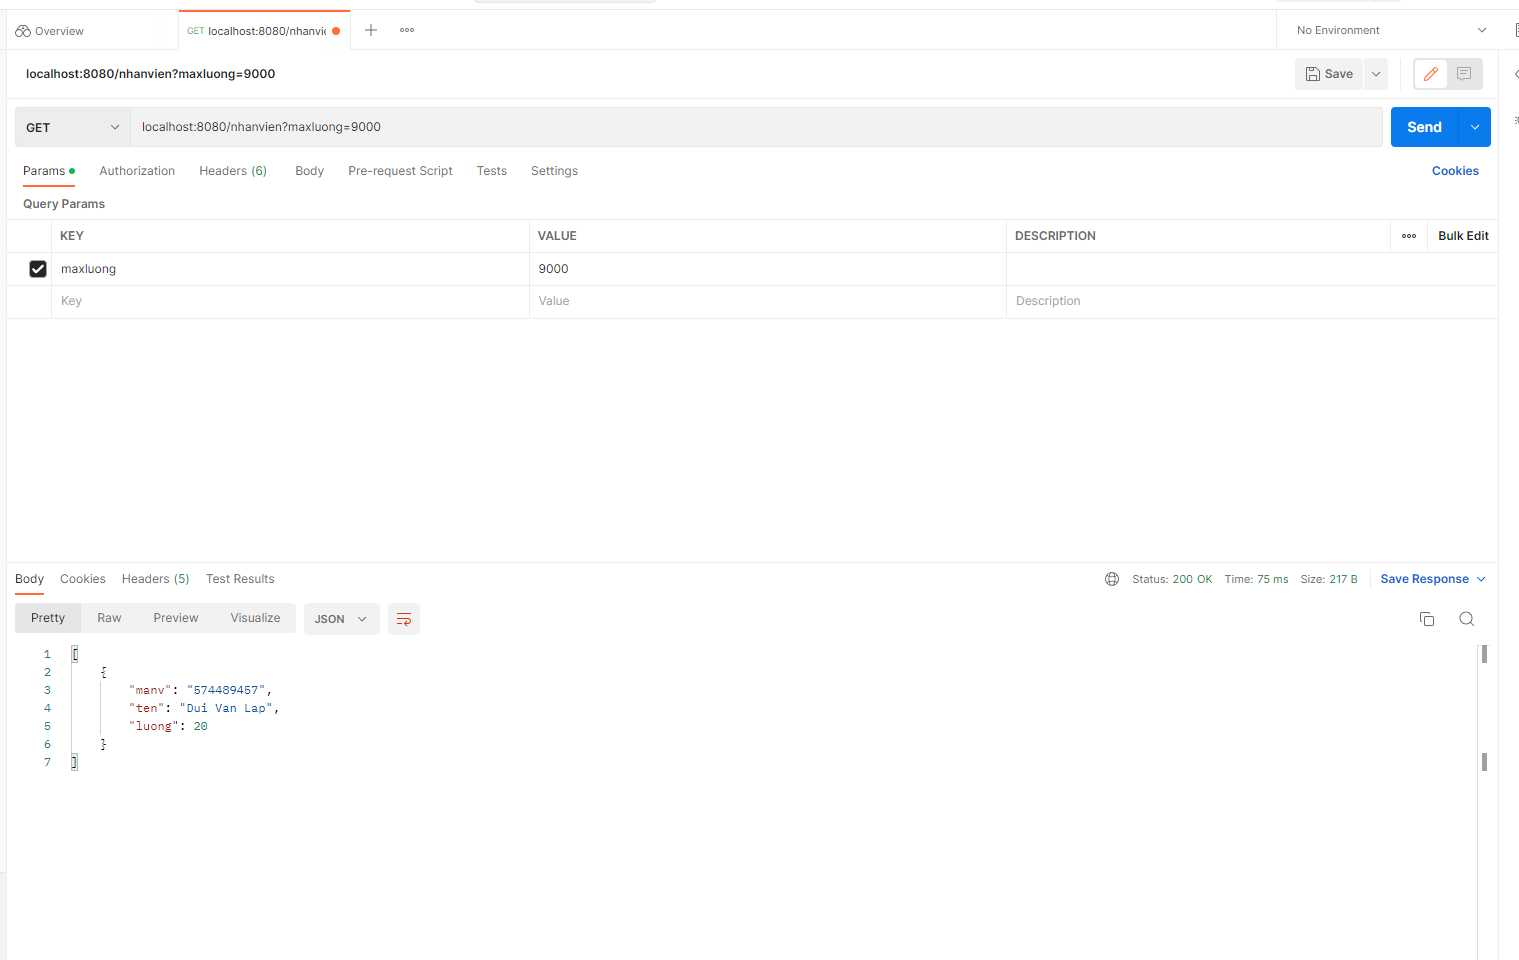 Overview
GET localhost:8080/nhanvie
No Environment
localhost:8080/nhanvien?maxluong=9000
Save
GET
localhost:8080/nhanvien?maxluong=9000
Send
Params
Authorization
Headers (6)
Body
Pre-request Script
Tests
Settings
Cookies
Query Params
KEY
VALUE
DESCRIPTION
Bulk Edit
maxluong
9000
Key
Value
Description
Body
Cookies
Headers (5)
Test Results
Status: 200 OK
Time: 75 ms
Size: 217 B
Save Response
Pretty
Raw
Preview
Visualize
JSON
1 [
2 {
3 "manv": "574489457",
4 "ten": "Dui Van Lap",
5 "luong": 20
6 }
7 ]